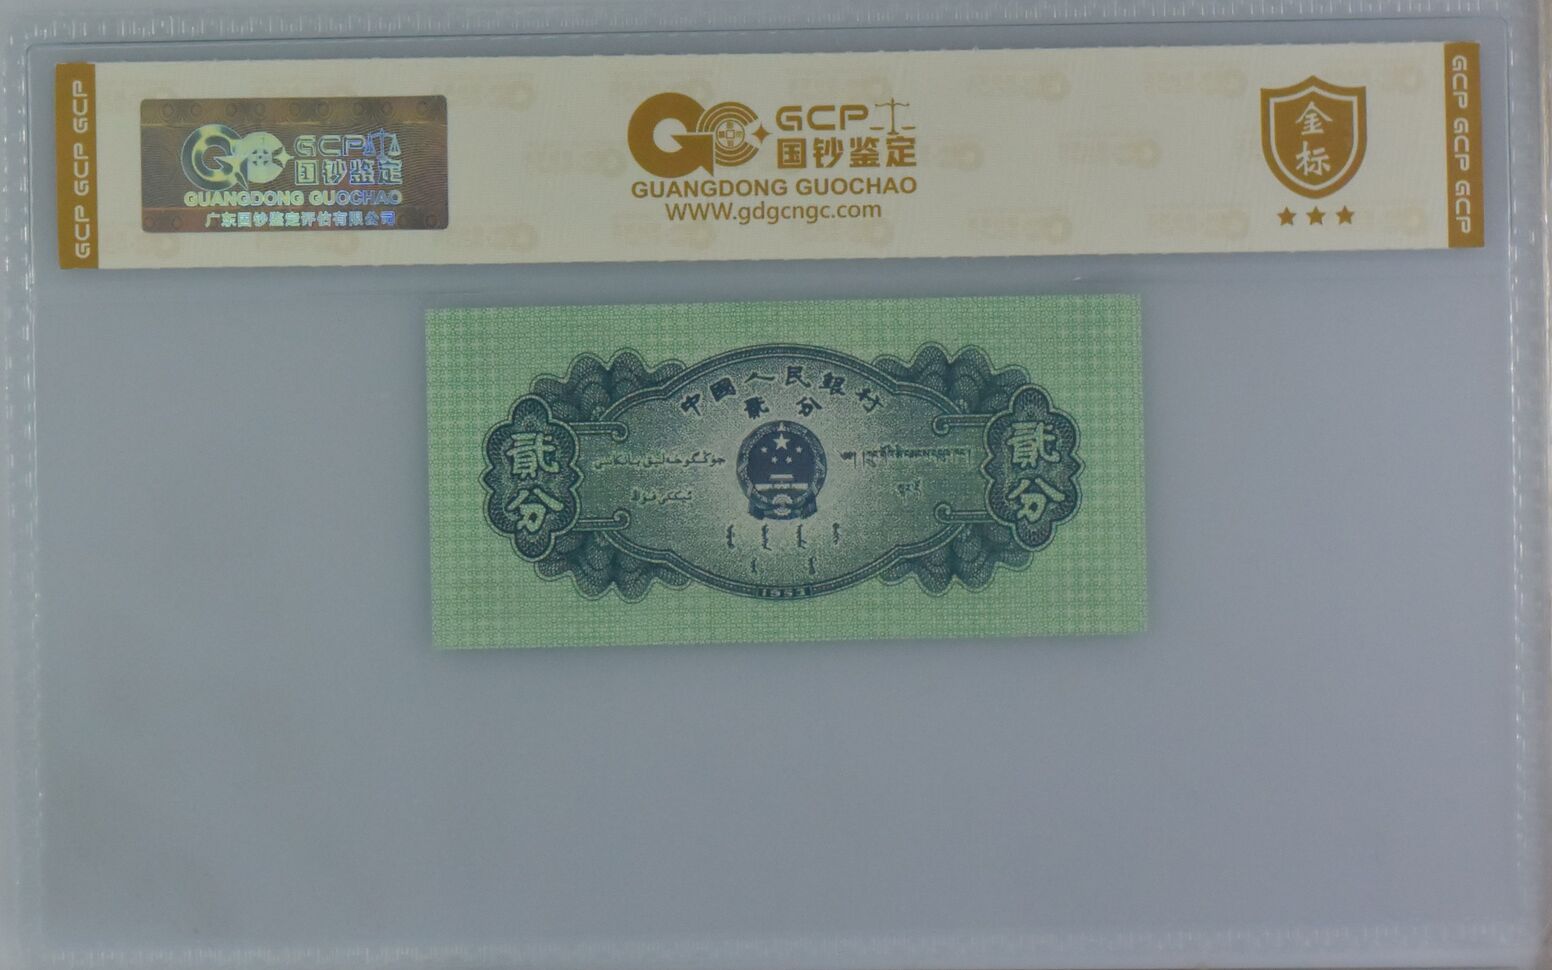 GCP GCP GCP
GCP
国钞鉴定
GUANGDONG GUOCHAO
广东国钞鉴定评估有限公司
GCP
国钞鉴定
GUANGDONG GUOCHAO
WWW.gdgcngc.com
金
标
GCP GCP GCP
中國人民銀行
貳分
貳
分
貳
分
1953